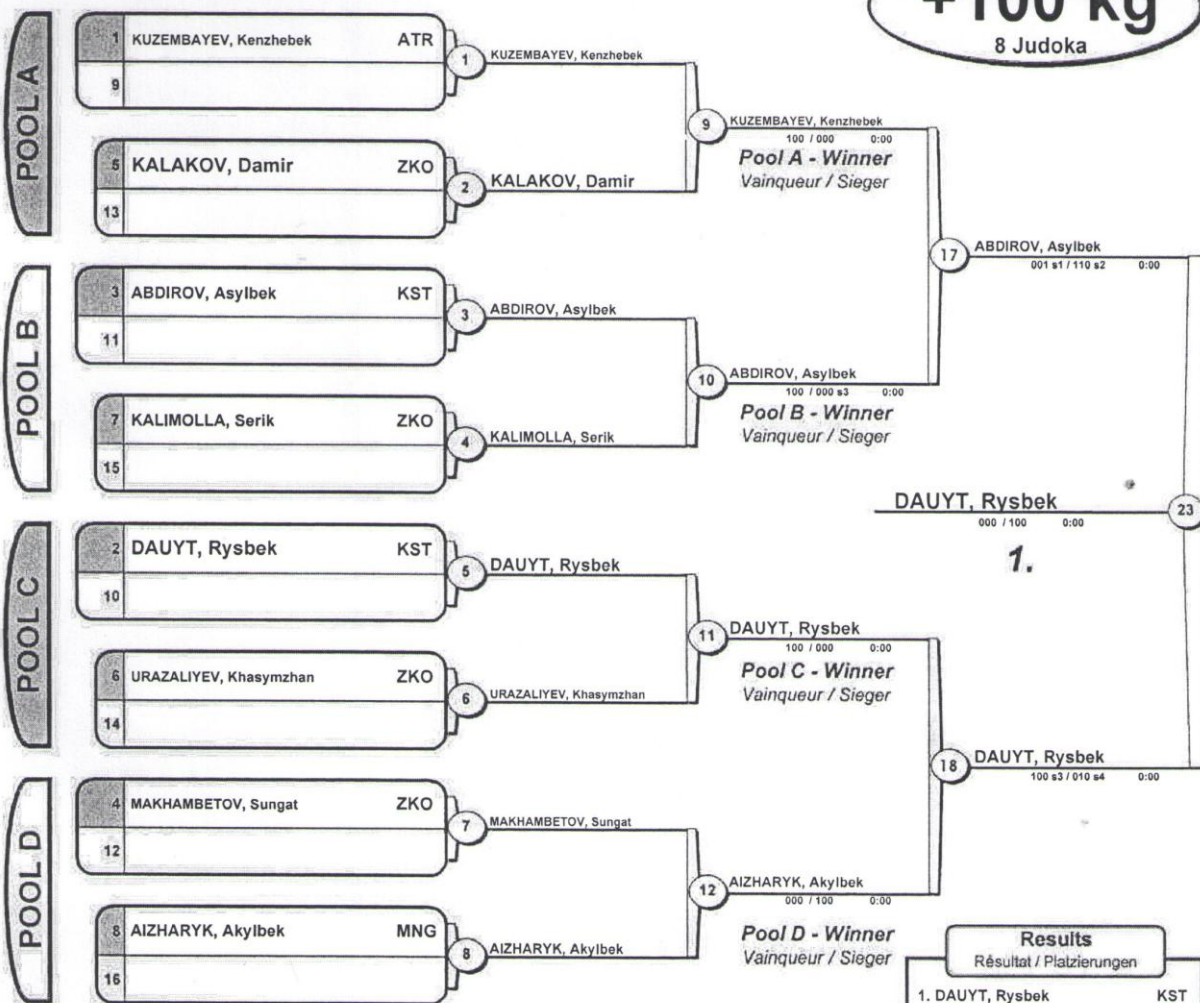 +100 kg
8 Judoka
POOL A
1 KUZEMBAYEV, Kenzhebek ATR
9
5 KALAKOV, Damir ZKO
13
POOL B
3 ABDIROV, Asylbek KST
11
7 KALIMOLLA, Serik ZKO
15
POOL C
2 DAUYT, Rysbek KST
10
6 URAZALIYEV, Khasymzhan ZKO
14
POOL D
4 MAKHAMBETOV, Sungat ZKO
12
8 AIZHARYK, Akylbek MNG
16
1 KUZEMBAYEV, Kenzhebek
2 KALAKOV, Damir
3 ABDIROV, Asylbek
4 KALIMOLLA, Serik
5 DAUYT, Rysbek
6 URAZALIYEV, Khasymzhan
7 MAKHAMBETOV, Sungat
8 AIZHARYK, Akylbek
9 KUZEMBAYEV, Kenzhebek
100 / 000 0:00
Pool A - Winner
Vainqueur / Sieger
10 ABDIROV, Asylbek
100 / 000 s3 0:00
Pool B - Winner
Vainqueur / Sieger
11 DAUYT, Rysbek
100 / 000 0:00
Pool C - Winner
Vainqueur / Sieger
12 AIZHARYK, Akylbek
000 / 100 0:00
Pool D - Winner
Vainqueur / Sieger
17 ABDIROV, Asylbek
001 s1 / 110 s2 0:00
18 DAUYT, Rysbek
100 s3 / 010 s4 0:00
DAUYT, Rysbek 23
000 / 100 0:00
1.
Results
Résultat / Platzierungen
1. DAUYT, Rysbek KST